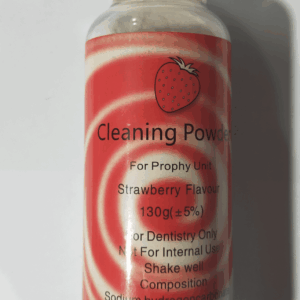 Cleaning Powder
For Prophy Unit
Strawberry Flavour
130g(±5%)
For Dentistry Only
Not For Internal Use
Shake well
Composition
Sodium